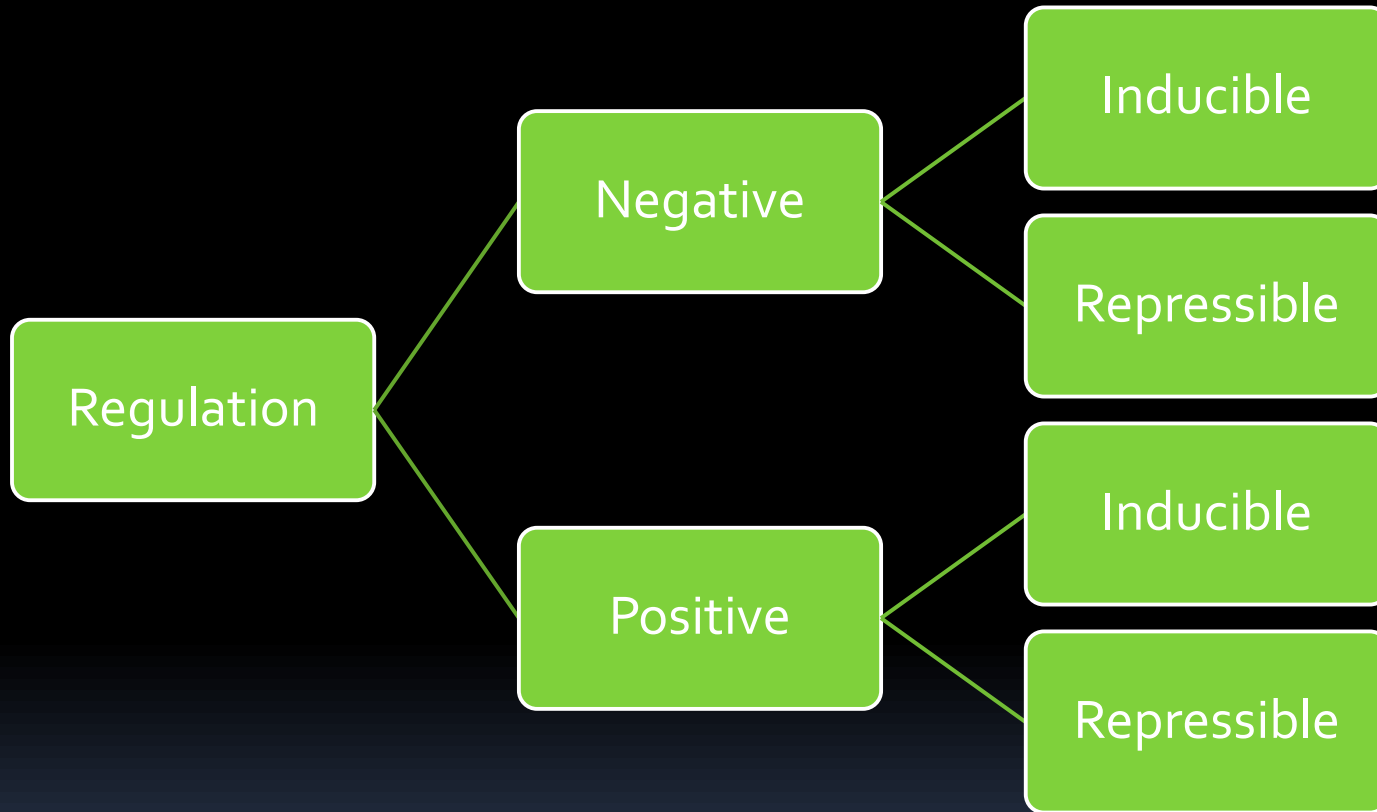 Regulation
Negative
Inducible
Repressible
Positive
Inducible
Repressible